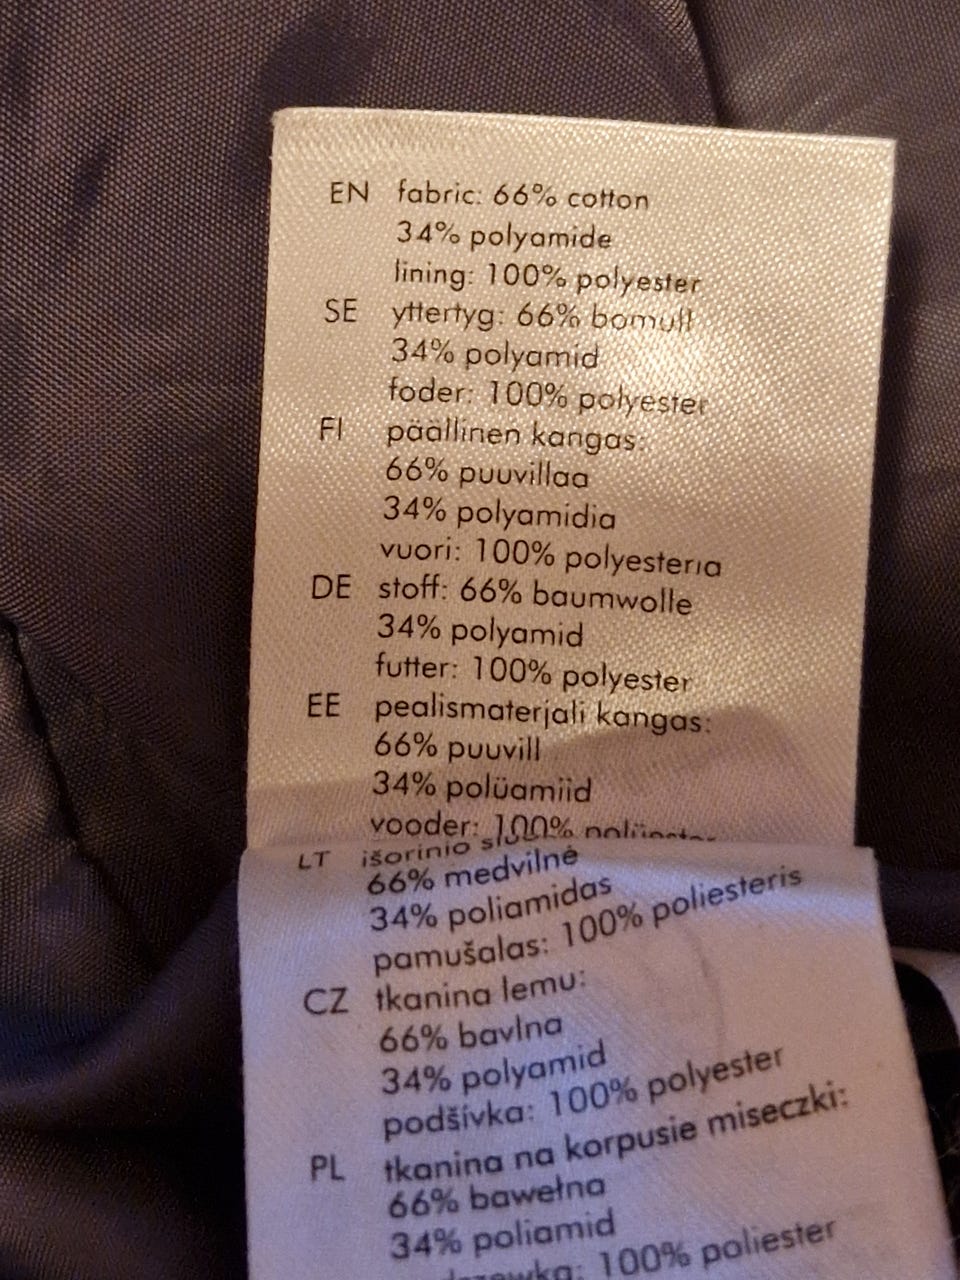 EN fabric: 66% cotton
34% polyamide
lining: 100% polyester
SE yttertyg: 66% bomull
34% polyamid
foder: 100% polyester
FI päällinen kangas:
66% puuvillaa
34% polyamidia
vuori: 100% polyesteria
DE stoff: 66% baumwolle
34% polyamid
futter: 100% polyester
EE pealismaterjali kangas:
66% puuvill
34% polüamiid
vooder: 100%
LT išorinio
66% medvilnė
34% poliamidas
pamušalas: 100% poliesteris
CZ tkanina lemu:
66% bavlna
34% polyamid
podšívka: 100% polyester
PL tkanina na korpusie miseczki:
66% bawełna
34% poliamid
100% poliester